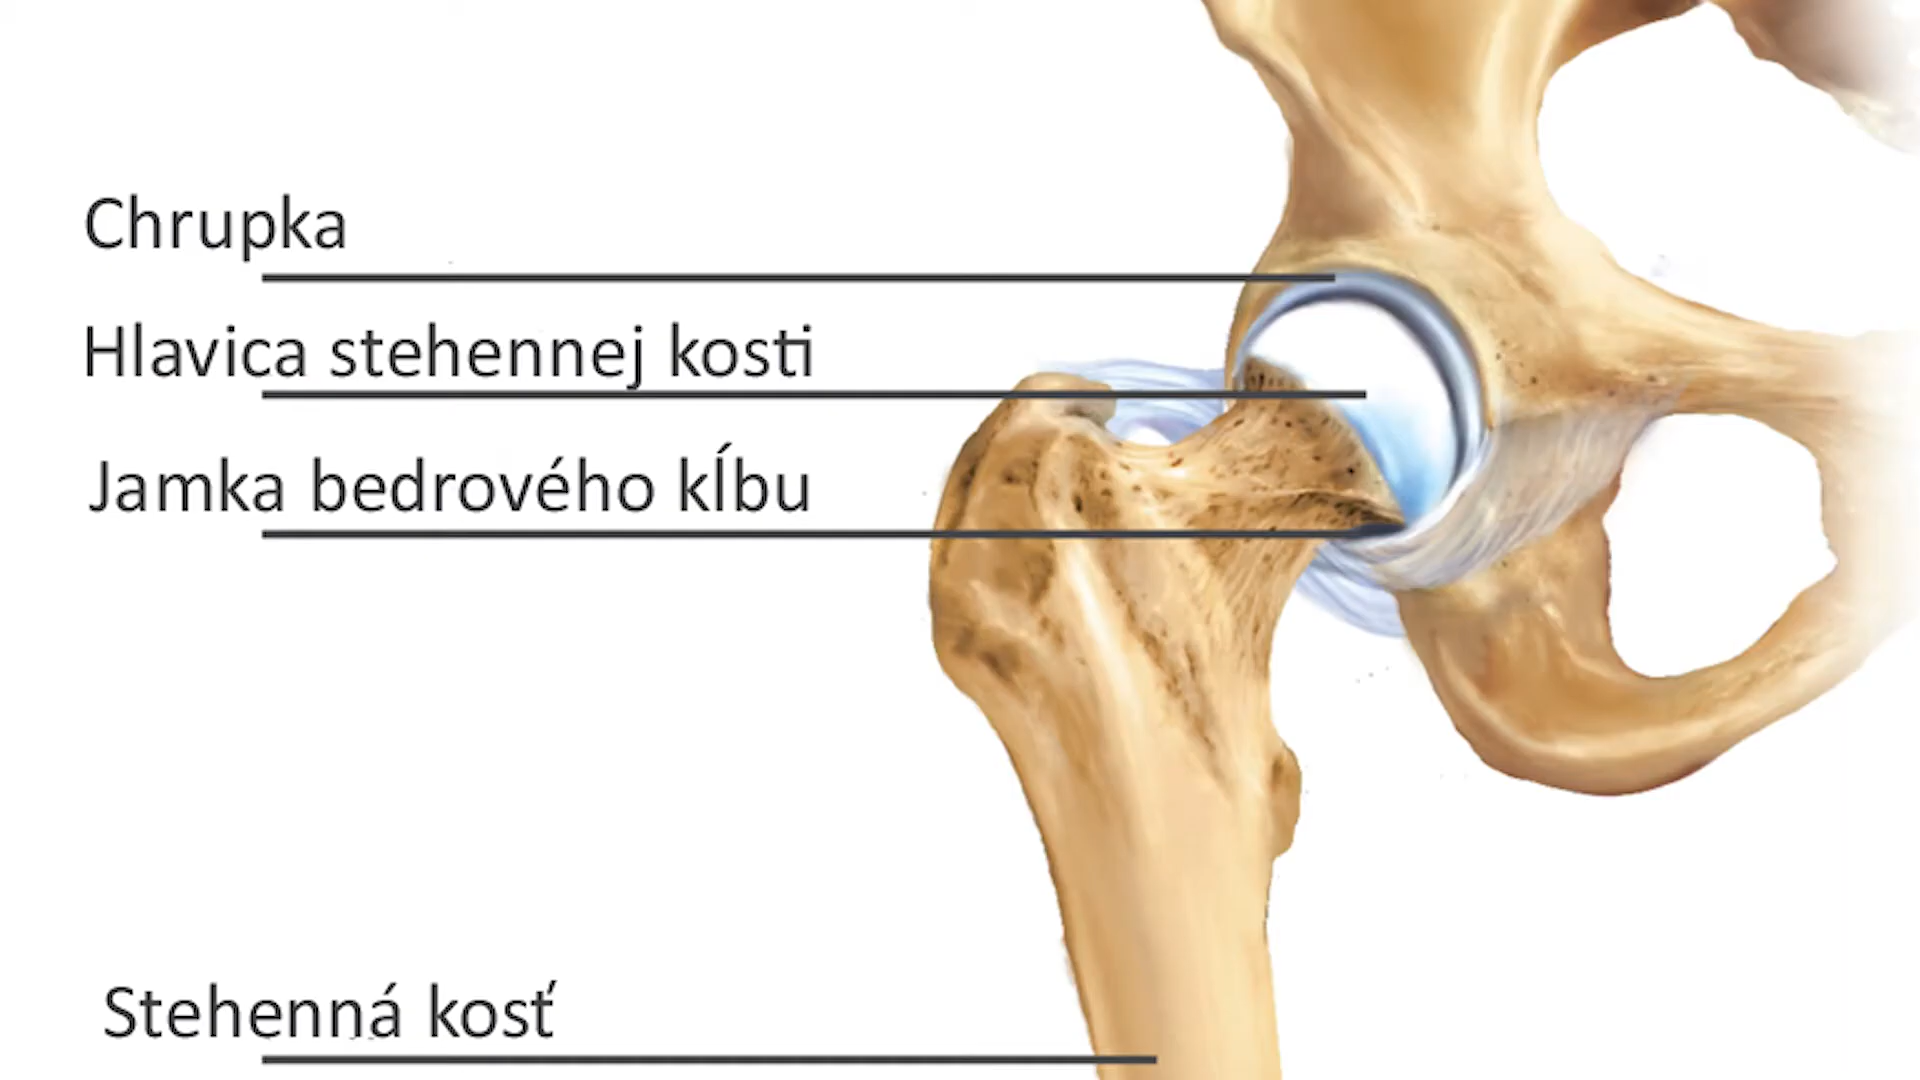 Chrupka
Hlavica stehennej kosti
Jamka bedrového kĺbu
Stehenná kosť